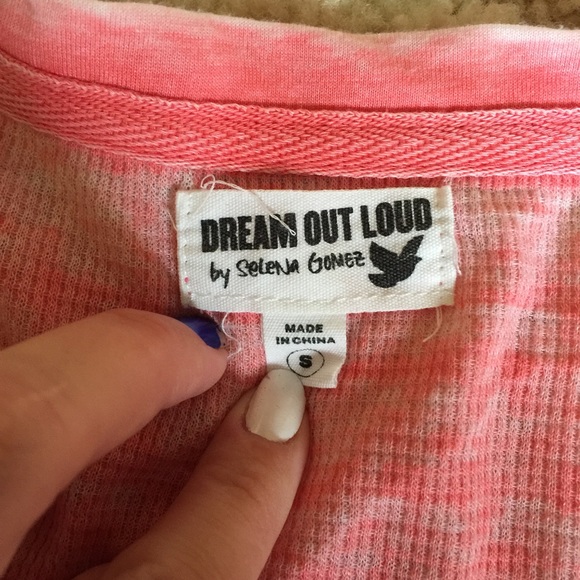 DREAM OUT LOUD
by SELENA GOMEZ
MADE
IN CHINA
S